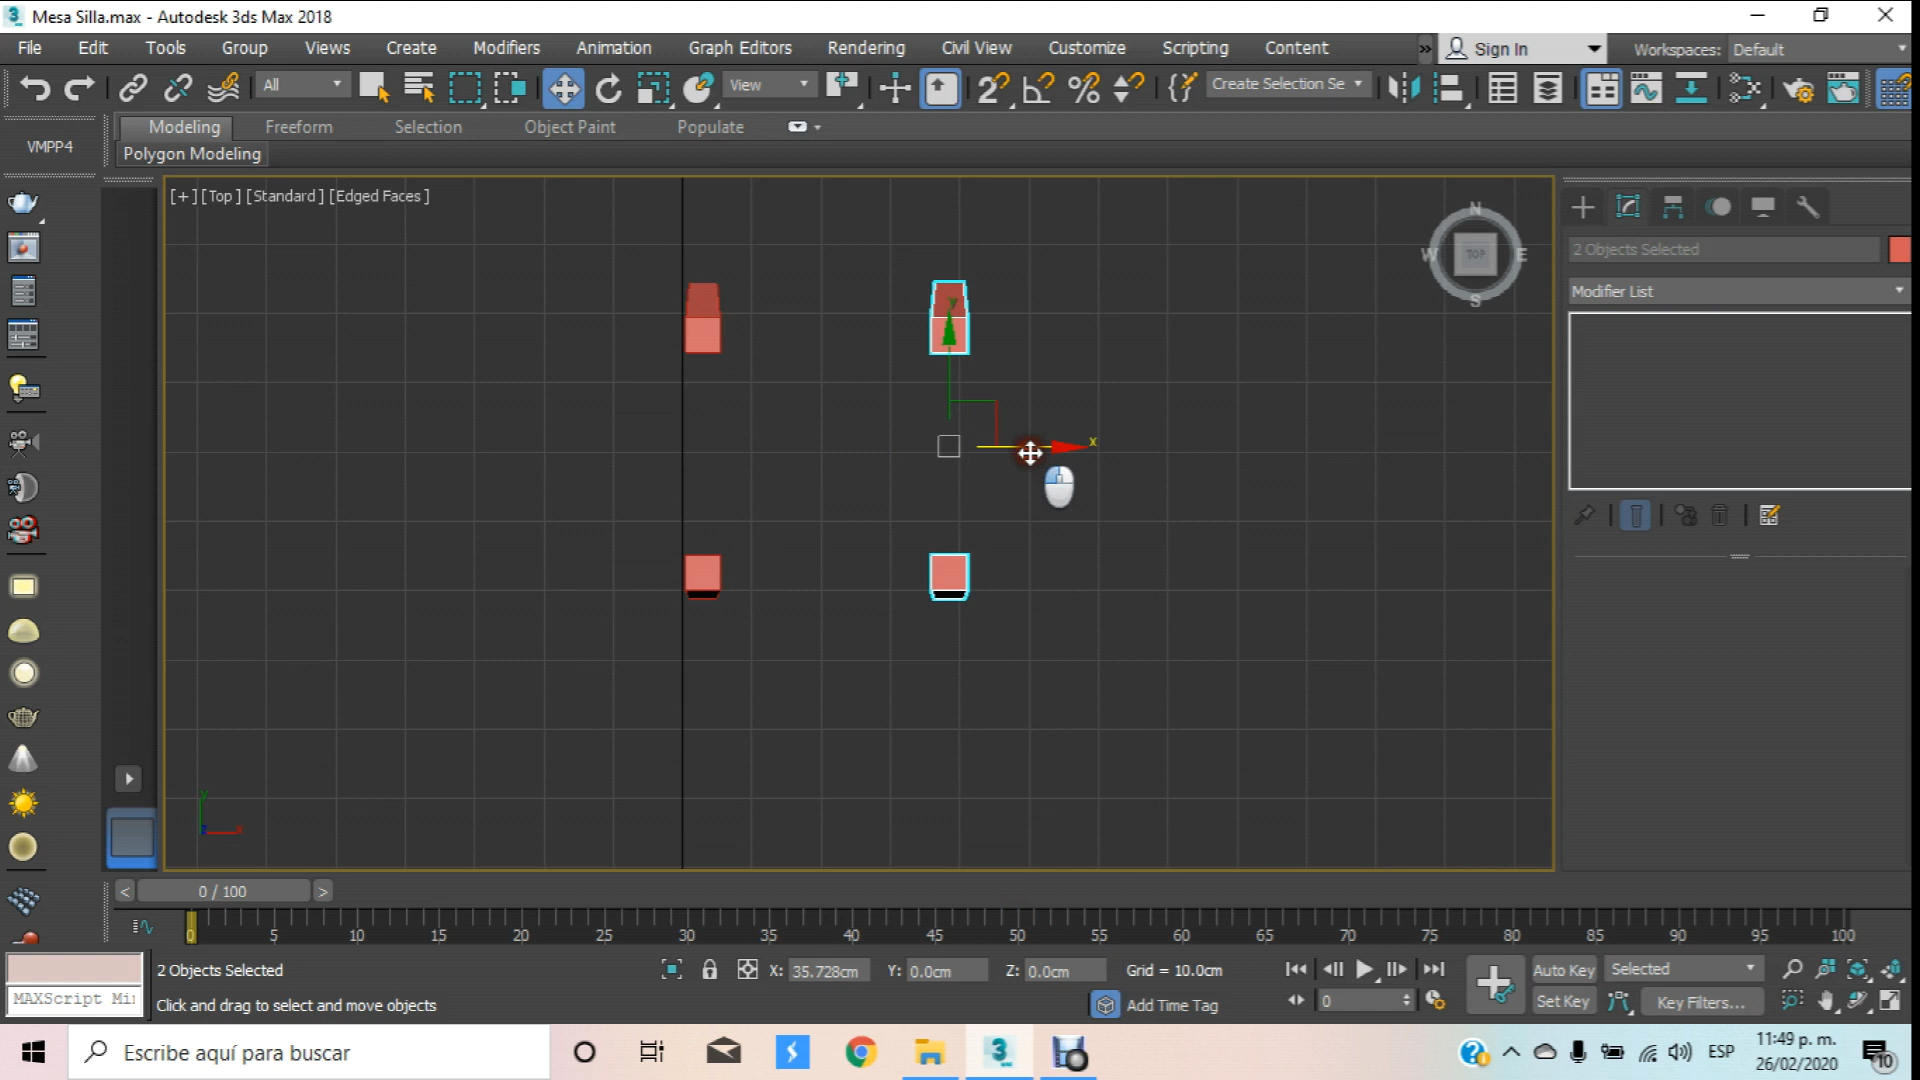 Mesa Silla.max - Autodesk 3ds Max 2018
File Edit Tools Group Views Create Modifiers Animation Graph Editors Rendering Civil View Customize Scripting Content » Sign In Workspaces: Default
All View Create Selection Se
Modeling Freeform Selection Object Paint Populate
VMPP4
Polygon Modeling
[+] [Top] [Standard] [Edged Faces]
N
W TOP E
S
2 Objects Selected
Modifier List
y
x
y
z x
< 0 / 100 >
0 5 10 15 20 25 30 35 40 45 50 55 60 65 70 75 80 85 90 95 100
2 Objects Selected X: 35.728cm Y: 0.0cm Z: 0.0cm Grid = 10.0cm Auto Key Selected
MAXScript Mi Click and drag to select and move objects Add Time Tag 0 Set Key Key Filters...
Escribe aquí para buscar ESP 11:49 p. m.
26/02/2020 10